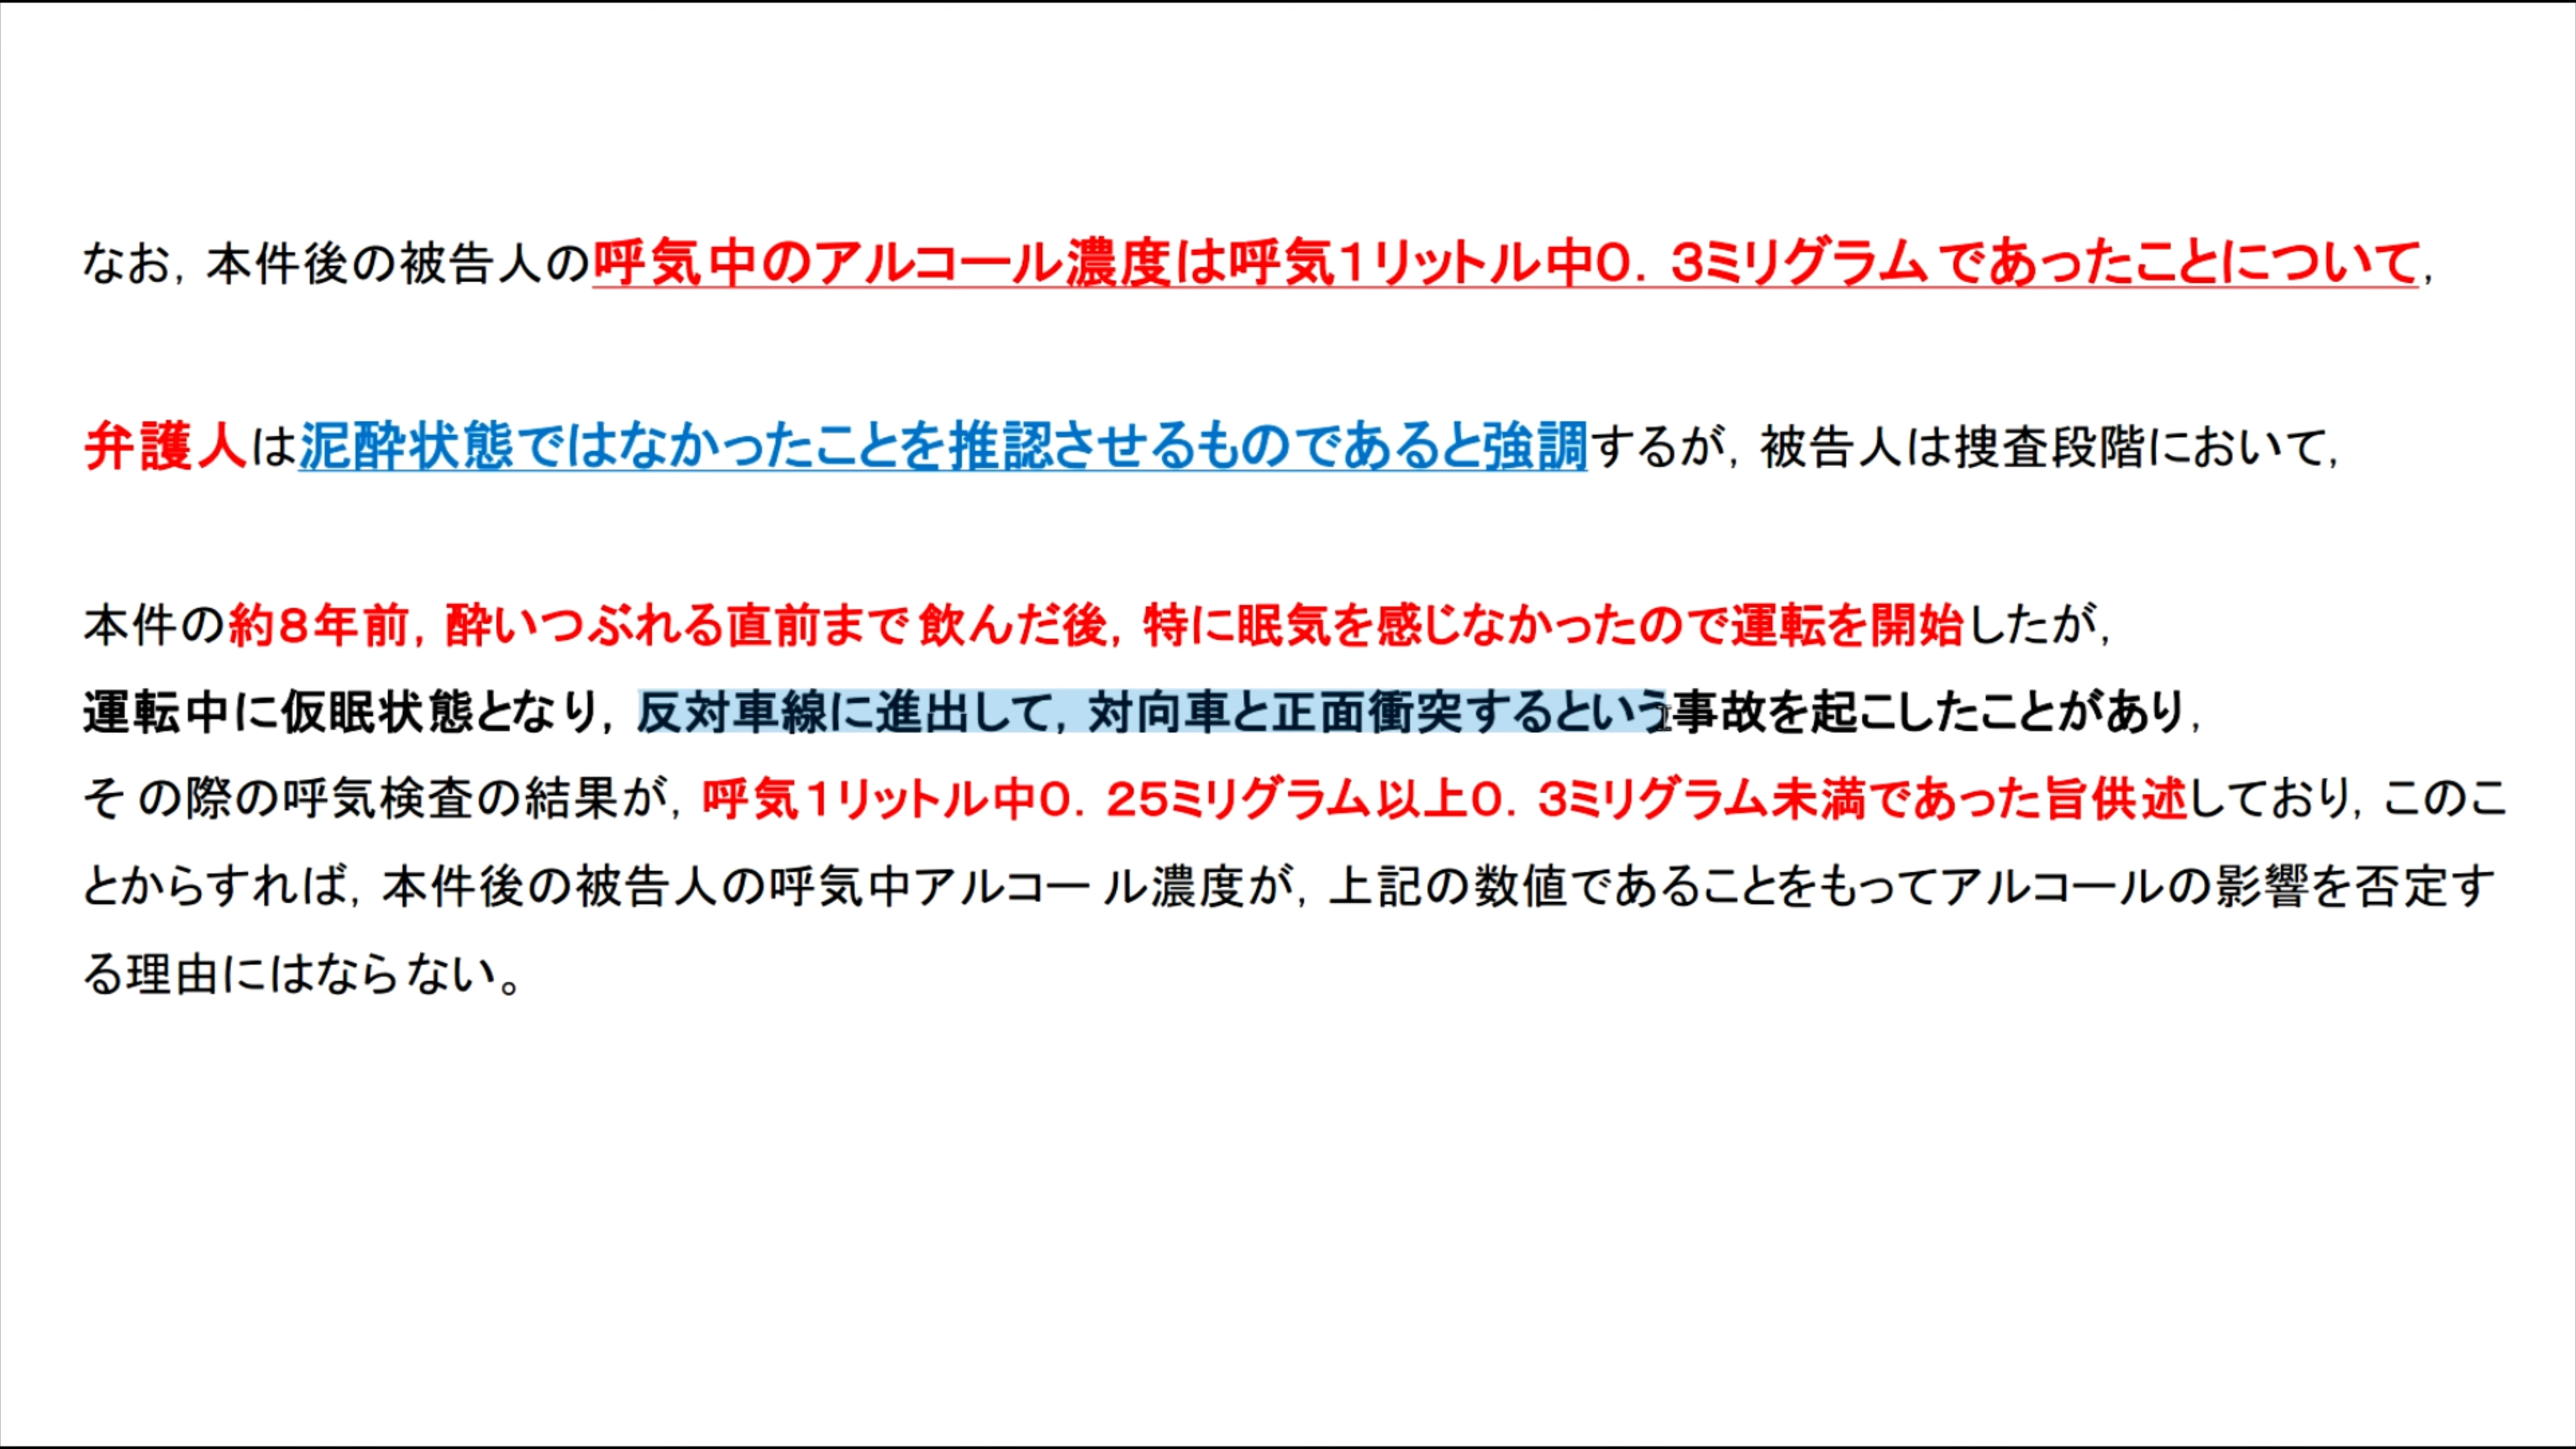 なお，本件後の被告人の呼気中のアルコール濃度は呼気１リットル中０．３ミリグラムであったことについて，
弁護人は泥酔状態ではなかったことを推認させるものであると強調するが，被告人は捜査段階において，
本件の約８年前，酔いつぶれる直前まで飲んだ後，特に眠気を感じなかったので運転を開始したが，
運転中に仮眠状態となり，反対車線に進出して，対向車と正面衝突するという事故を起こしたことがあり，
その際の呼気検査の結果が，呼気１リットル中０．２５ミリグラム以上０．３ミリグラム未満であった旨供述しており，このこ
とからすれば，本件後の被告人の呼気中アルコール濃度が，上記の数値であることをもってアルコールの影響を否定す
る理由にはならない。